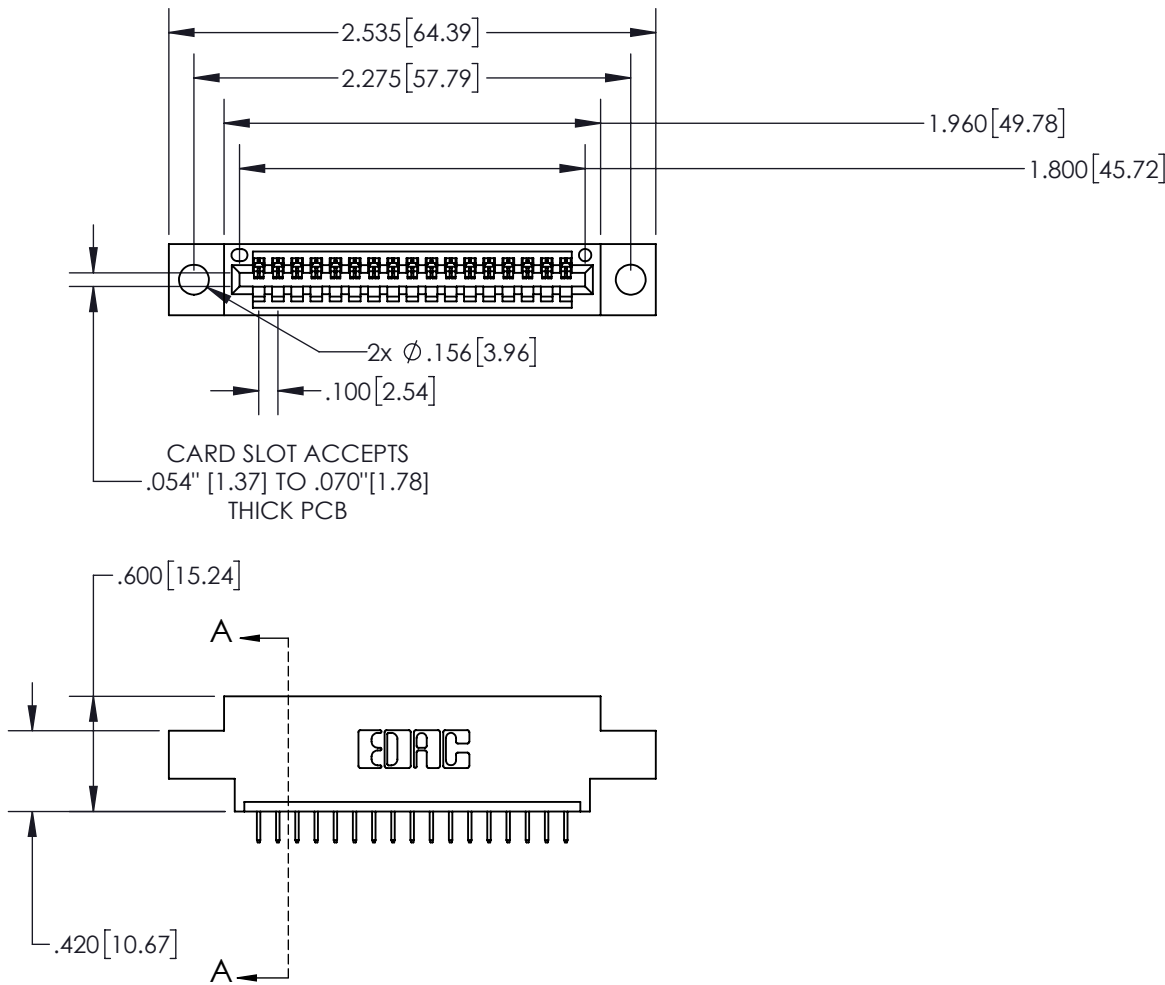 2.535[64.39]
2.275[57.79]
1.960[49.78]
1.800[45.72]
2x ∅.156[3.96]
.100[2.54]
CARD SLOT ACCEPTS
.054" [1.37] TO .070"[1.78]
THICK PCB
.600[15.24]
A
EDAC
.420[10.67]
A